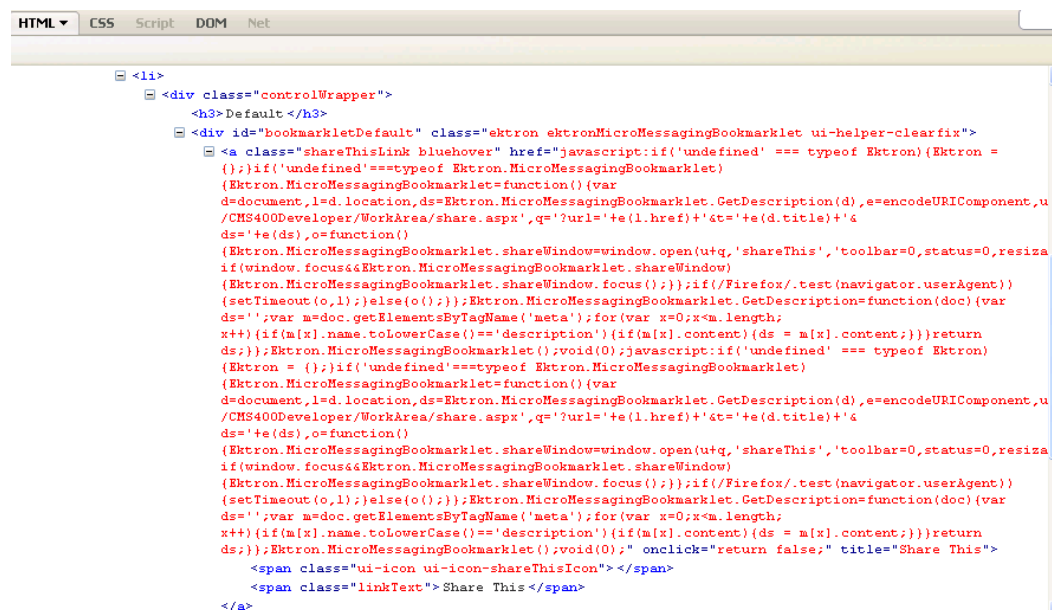 HTML ▾ CSS Script DOM Net
<li>
<div class="controlWrapper">
<h3>Default</h3>
<div id="bookmarkletDefault" class="ektron ektronMicroMessagingBookmarklet ui-helper-clearfix">
<a class="shareThisLink bluehover" href="javascript:if('undefined' === typeof Ektron){Ektron =
{};}if('undefined'===typeof Ektron.MicroMessagingBookmarklet)
{Ektron.MicroMessagingBookmarklet=function(){var
d=document,l=d.location,ds=Ektron.MicroMessagingBookmarklet.GetDescription(d),e=encodeURIComponent,u
/CMS400Developer/WorkArea/share.aspx',q='?url='+e(l.href)+'&t='+e(d.title)+'&
ds='+e(ds),o=function()
{Ektron.MicroMessagingBookmarklet.shareWindow=window.open(u+q,'shareThis','toolbar=0,status=0,resiza
if(window.focus&&Ektron.MicroMessagingBookmarklet.shareWindow)
{Ektron.MicroMessagingBookmarklet.shareWindow.focus();}};if(/Firefox/.test(navigator.userAgent))
{setTimeout(o,1);}else{o();}};Ektron.MicroMessagingBookmarklet.GetDescription=function(doc){var
ds='';var m=doc.getElementsByTagName('meta');for(var x=0;x<m.length;
x++){if(m[x].name.toLowerCase()=='description'){if(m[x].content){ds = m[x].content;}}}return
ds;}};Ektron.MicroMessagingBookmarklet();void(0);javascript:if('undefined' === typeof Ektron)
{Ektron = {};}if('undefined'===typeof Ektron.MicroMessagingBookmarklet)
{Ektron.MicroMessagingBookmarklet=function(){var
d=document,l=d.location,ds=Ektron.MicroMessagingBookmarklet.GetDescription(d),e=encodeURIComponent,u
/CMS400Developer/WorkArea/share.aspx',q='?url='+e(l.href)+'&t='+e(d.title)+'&
ds='+e(ds),o=function()
{Ektron.MicroMessagingBookmarklet.shareWindow=window.open(u+q,'shareThis','toolbar=0,status=0,resiza
if(window.focus&&Ektron.MicroMessagingBookmarklet.shareWindow)
{Ektron.MicroMessagingBookmarklet.shareWindow.focus();}};if(/Firefox/.test(navigator.userAgent))
{setTimeout(o,1);}else{o();}};Ektron.MicroMessagingBookmarklet.GetDescription=function(doc){var
ds='';var m=doc.getElementsByTagName('meta');for(var x=0;x<m.length;
x++){if(m[x].name.toLowerCase()=='description'){if(m[x].content){ds = m[x].content;}}}return
ds;}};Ektron.MicroMessagingBookmarklet();void(0);" onclick="return false;" title="Share This">
<span class="ui-icon ui-icon-shareThisIcon"></span>
<span class="linkText">Share This</span>
</a>